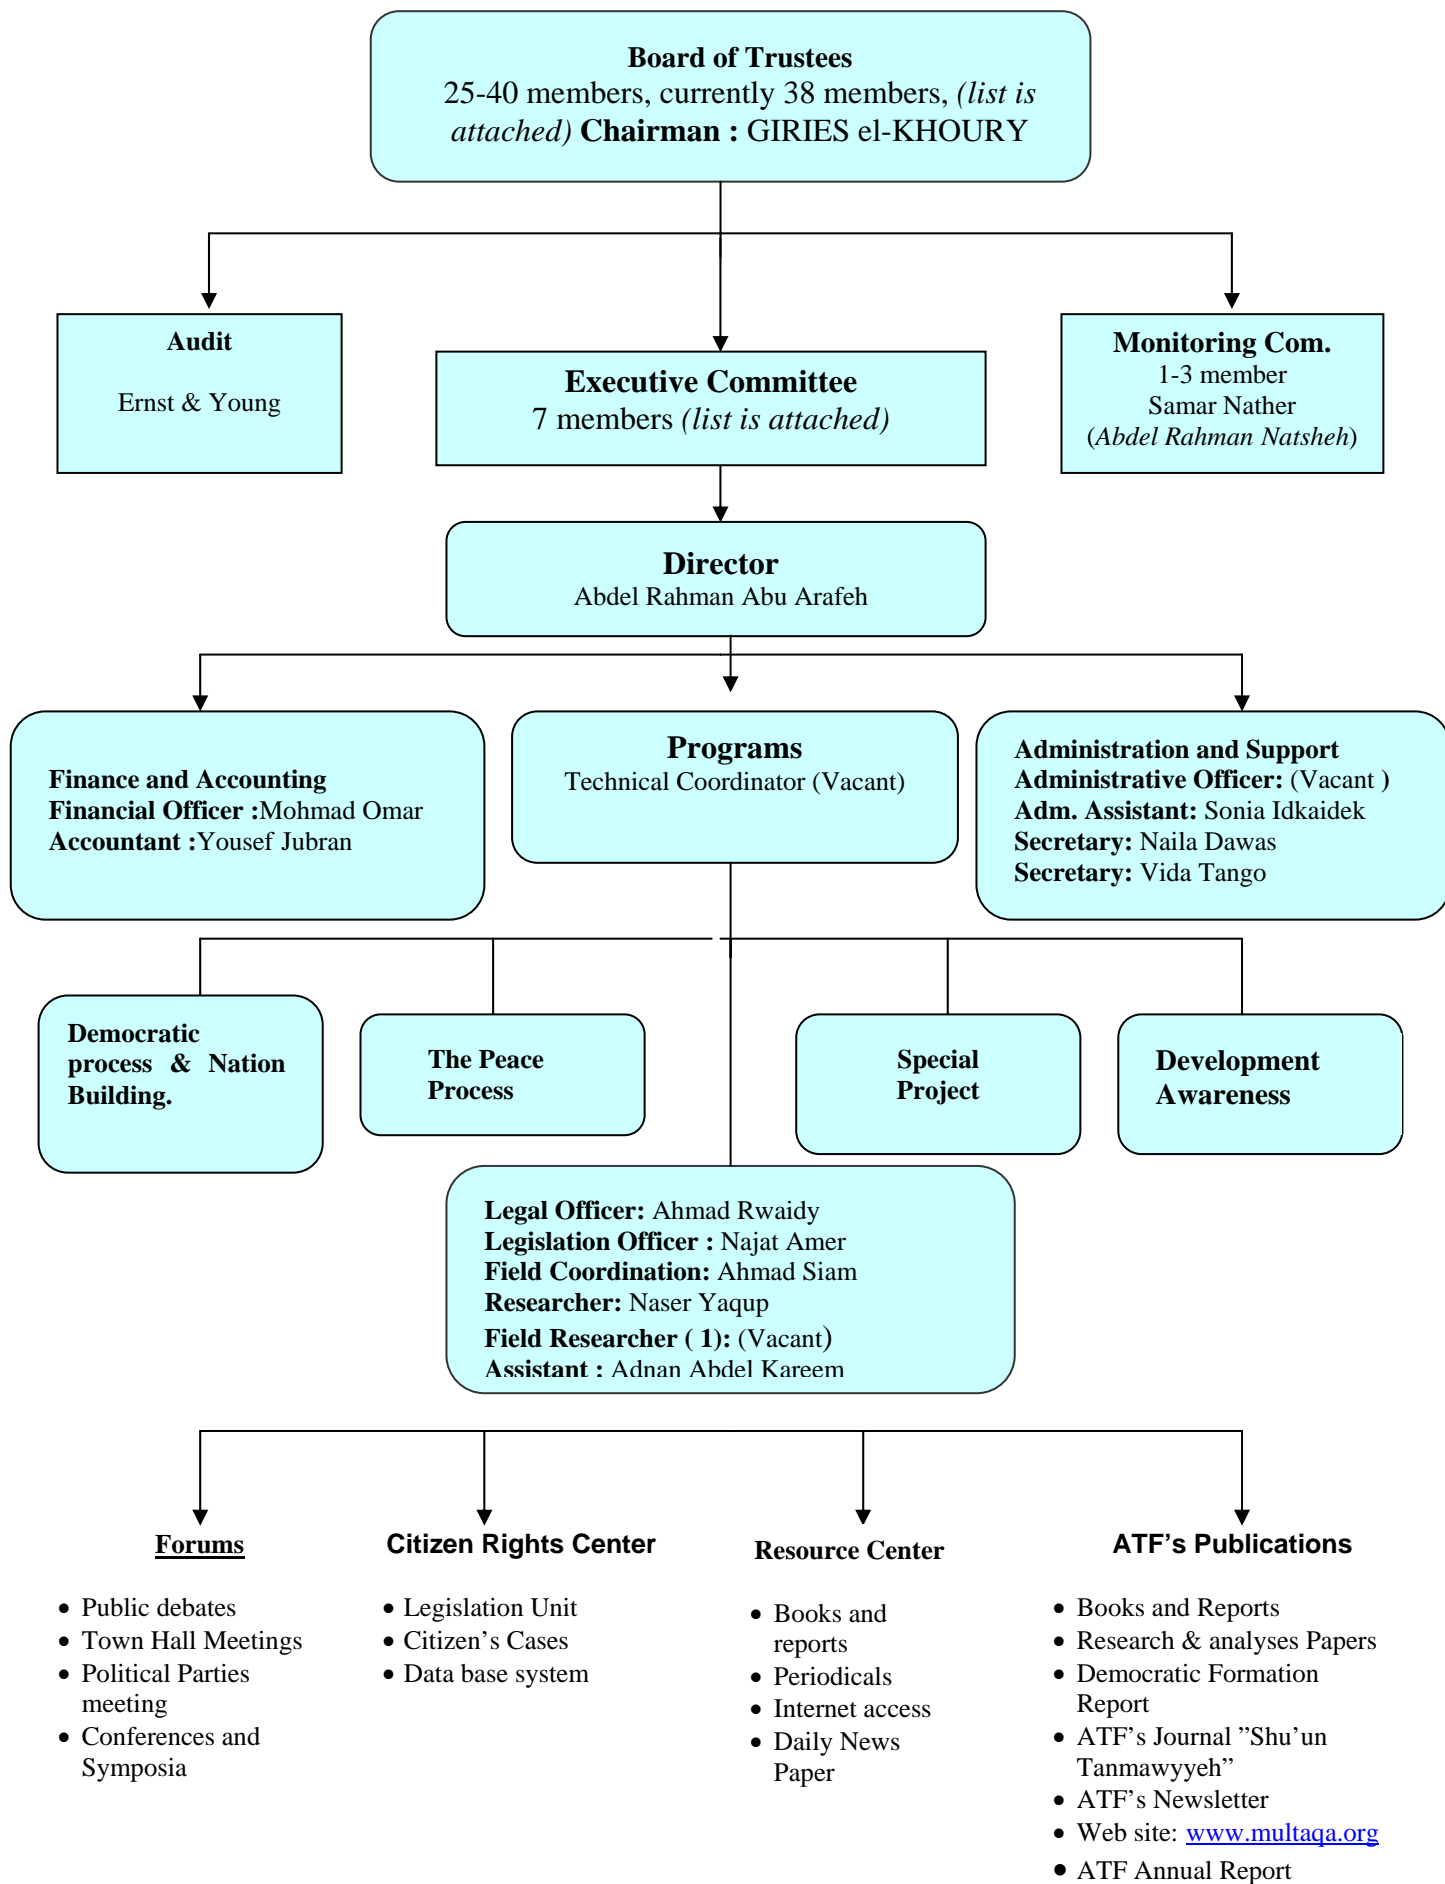 Board of Trustees
25-40 members, currently 38 members, (list is
attached) Chairman : GIRIES el-KHOURY
Audit
Ernst & Young
Executive Committee
7 members (list is attached)
Monitoring Com.
1-3 member
Samar Nather
(Abdel Rahman Natsheh)
Director
Abdel Rahman Abu Arafeh
Finance and Accounting
Financial Officer :Mohmad Omar
Accountant :Yousef Jubran
Programs
Technical Coordinator (Vacant)
Administration and Support
Administrative Officer: (Vacant )
Adm. Assistant: Sonia Idkaidek
Secretary: Naila Dawas
Secretary: Vida Tango
Democratic
process & Nation
Building.
The Peace
Process
Special
Project
Development
Awareness
Legal Officer: Ahmad Rwaidy
Legislation Officer : Najat Amer
Field Coordination: Ahmad Siam
Researcher: Naser Yaqup
Field Researcher ( 1): (Vacant)
Assistant : Adnan Abdel Kareem
Forums
• Public debates
• Town Hall Meetings
• Political Parties
meeting
• Conferences and
Symposia
Citizen Rights Center
• Legislation Unit
• Citizen’s Cases
• Data base system
Resource Center
• Books and
reports
• Periodicals
• Internet access
• Daily News
Paper
ATF’s Publications
• Books and Reports
• Research & analyses Papers
• Democratic Formation
Report
• ATF’s Journal ”Shu’un
Tanmawyyeh”
• ATF’s Newsletter
• Web site: www.multaqa.org
• ATF Annual Report